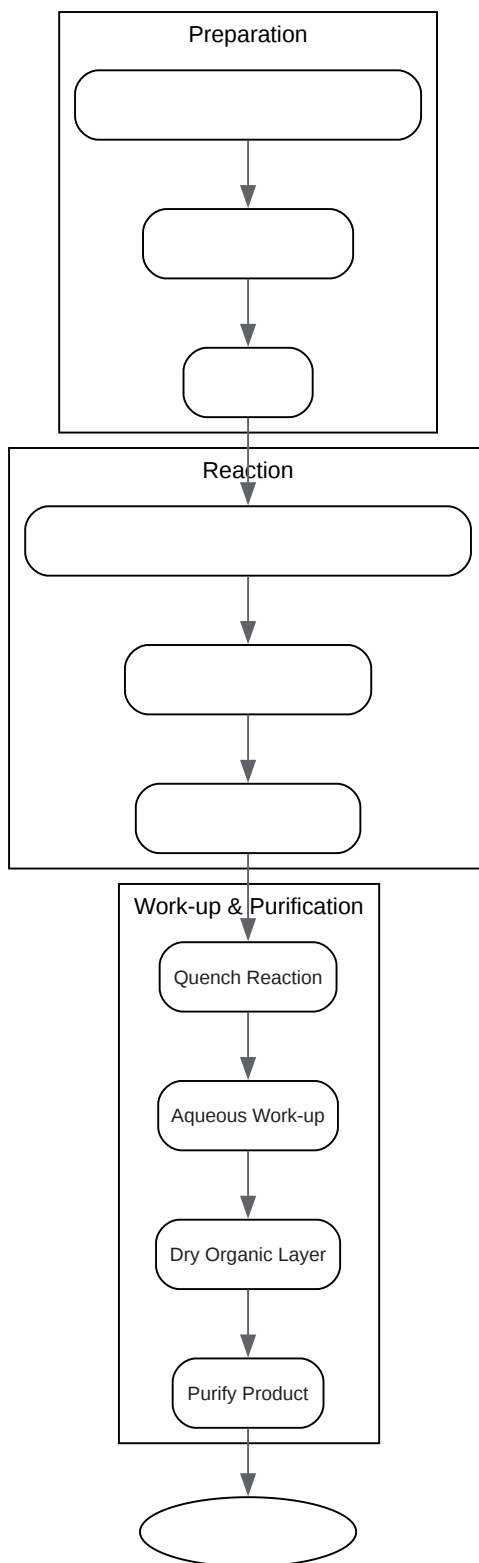 Preparation
Reaction
Work-up & Purification
Quench Reaction
Aqueous Work-up
Dry Organic Layer
Purify Product